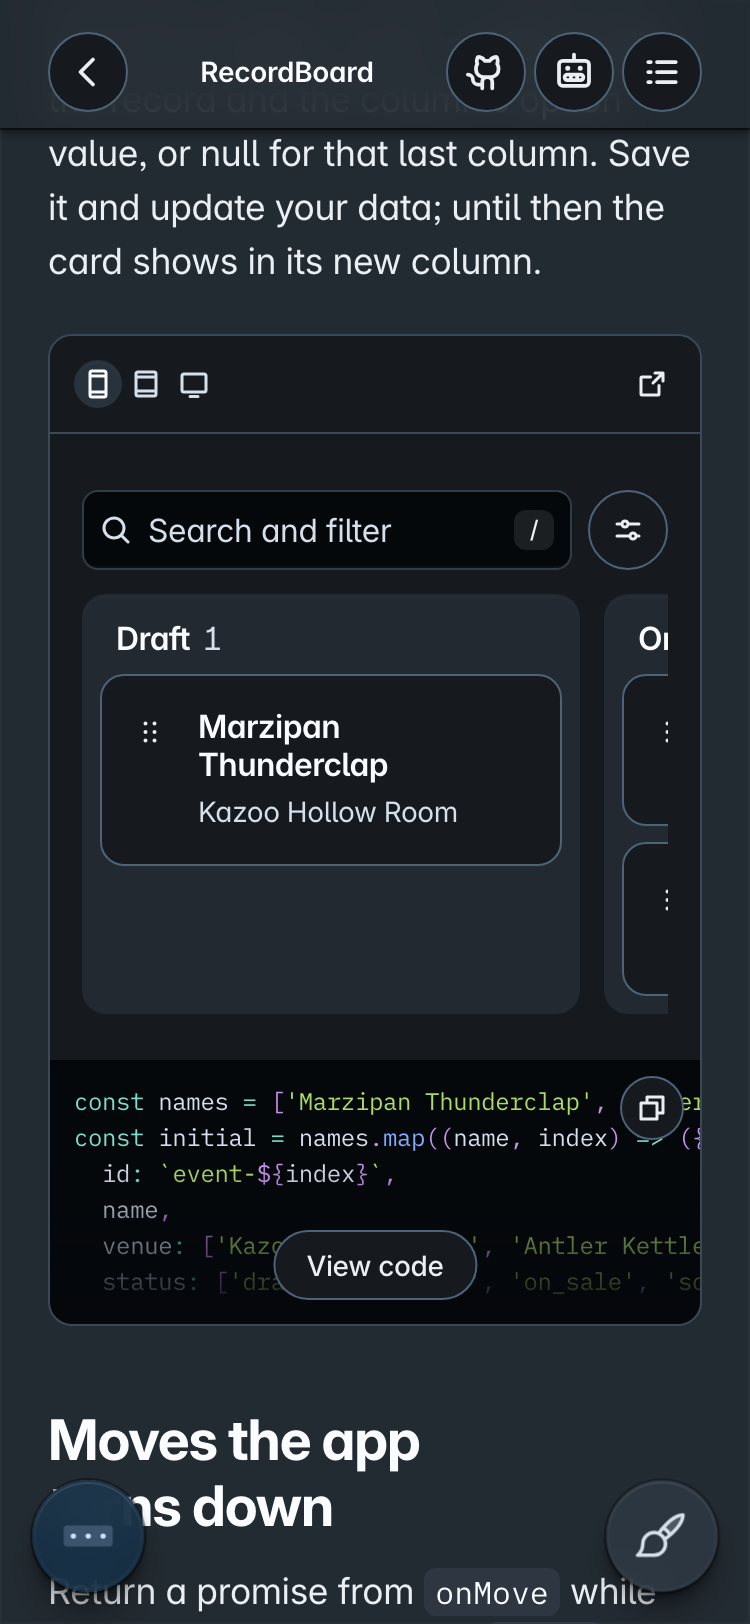 RecordBoard
value, or null for that last column. Save
it and update your data; until then the
card shows in its new column.
Search and filter /
Draft 1
Marzipan
Thunderclap
Kazoo Hollow Room
const names = ['Marzipan Thunderclap',
const initial = names.map((name, index) => ({
id: `event-${index}`,
name,
venue: ['Kazo ', 'Antler Kettle
status: ['dra , 'on_sale', 'so
View code
Moves the app
down
Return a promise from onMove while